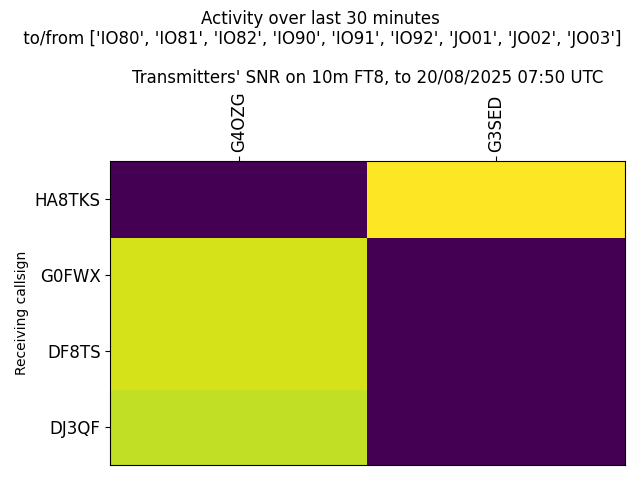 Activity over last 30 minutes
to/from ['IO80', 'IO81', 'IO82', 'IO90', 'IO91', 'IO92', 'JO01', 'JO02', 'JO03']
Transmitters' SNR on 10m FT8, to 20/08/2025 07:50 UTC
G4OZG
G3SED
Receiving callsign
HA8TKS
G0FWX
DF8TS
DJ3QF